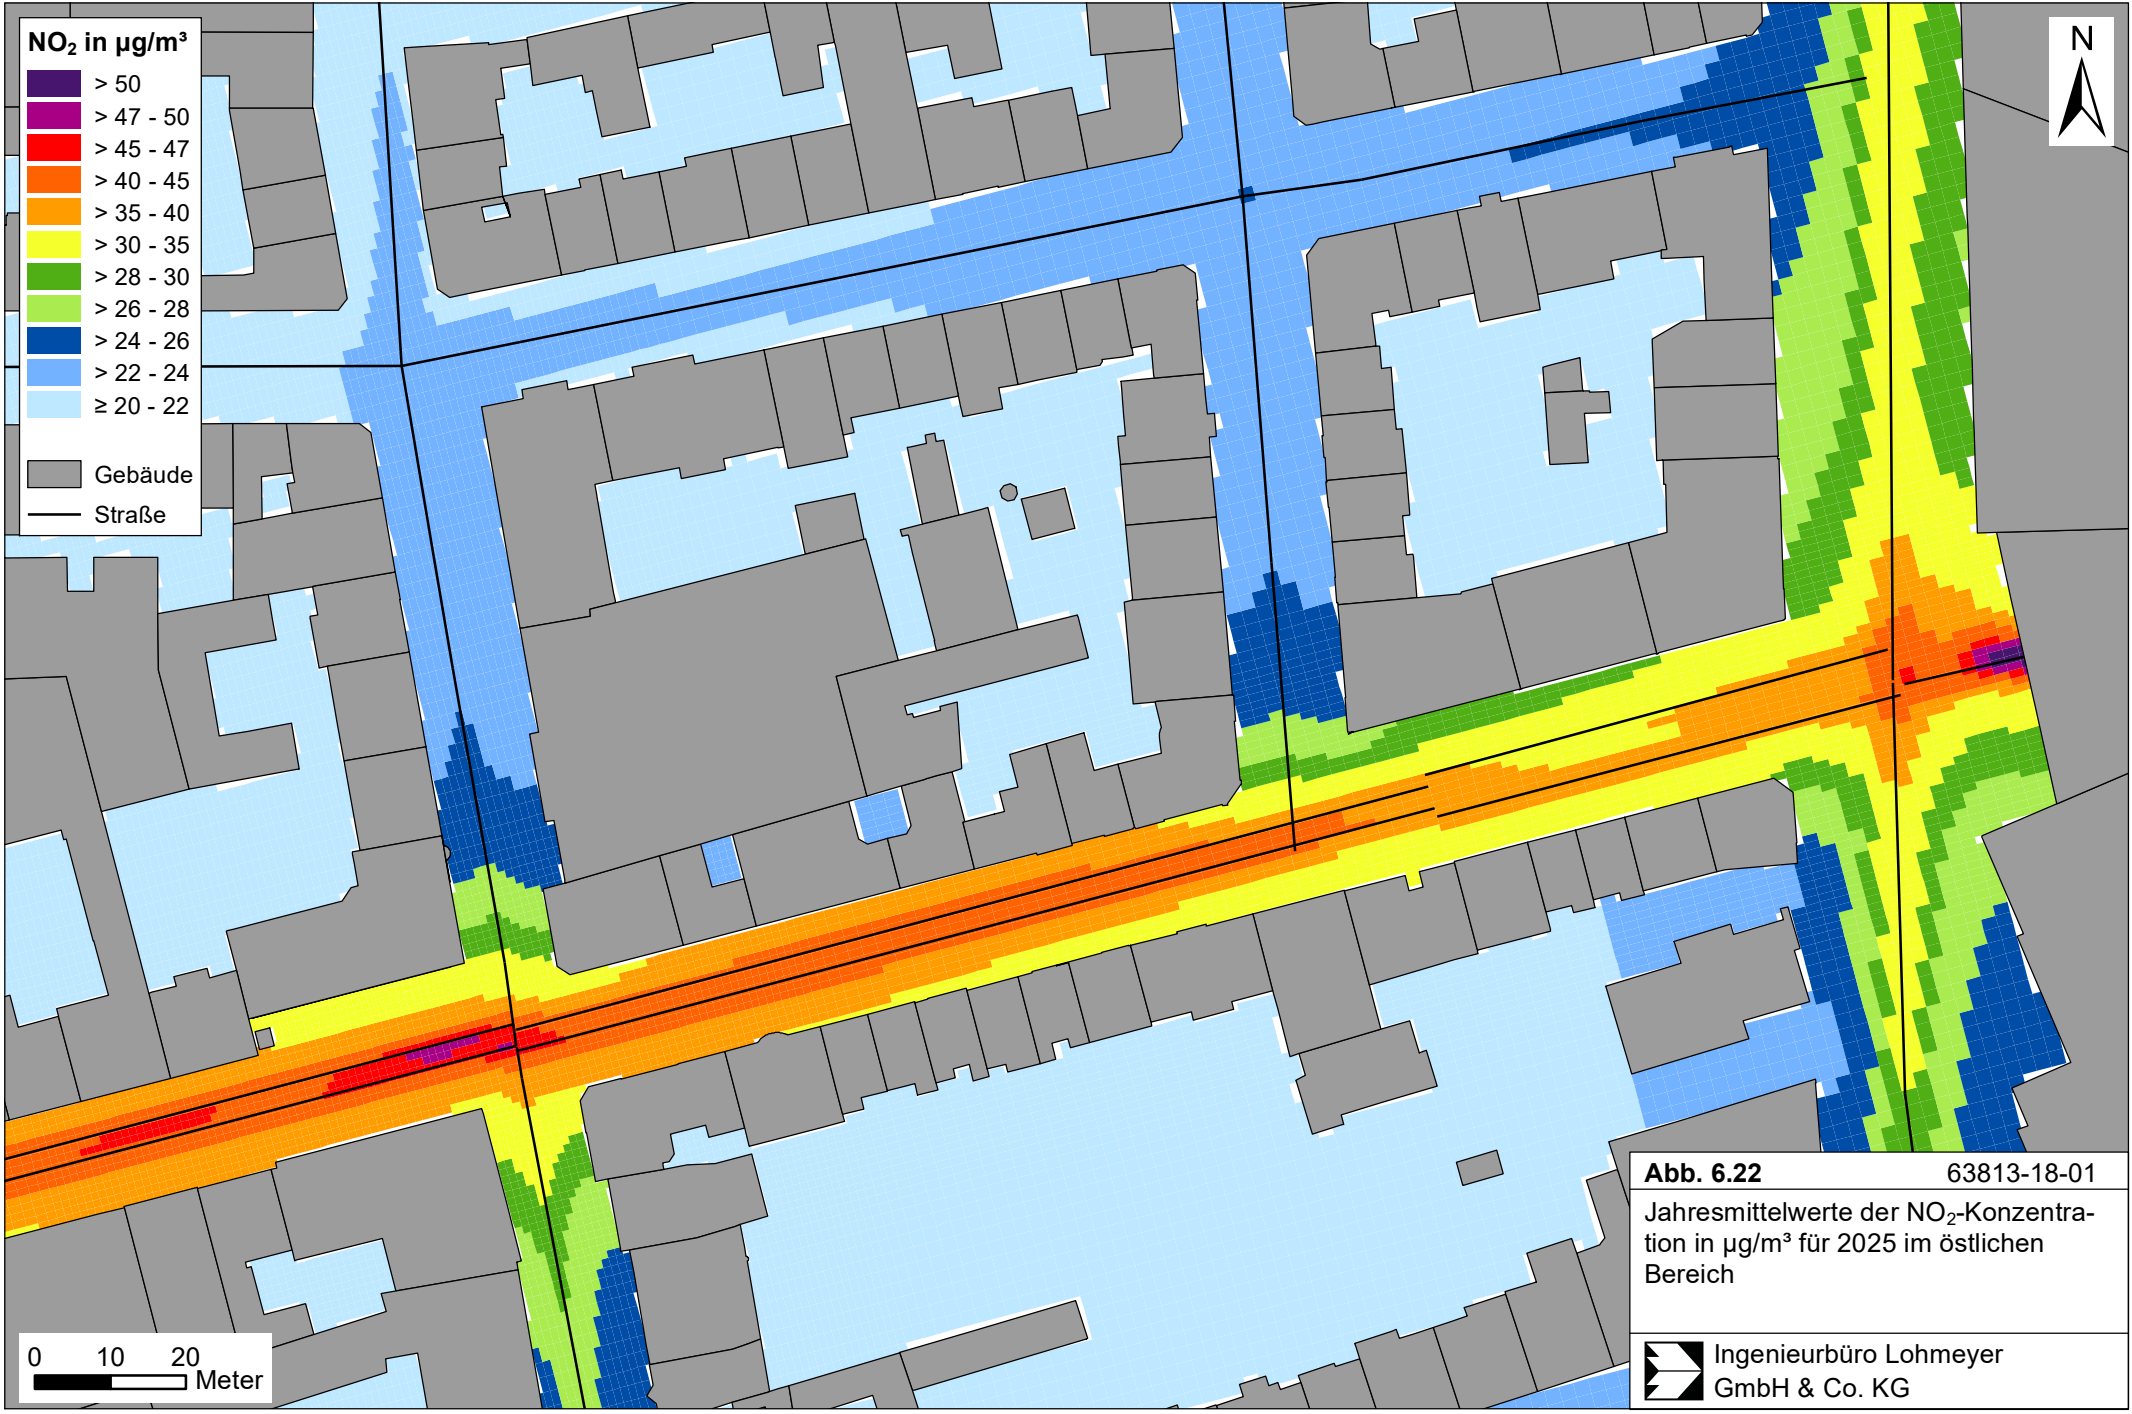 NO₂ in µg/m³
> 50
> 47 - 50
> 45 - 47
> 40 - 45
> 35 - 40
> 30 - 35
> 28 - 30
> 26 - 28
> 24 - 26
> 22 - 24
≥ 20 - 22
Gebäude
Straße
N
0 10 20
Meter
Abb. 6.22 63813-18-01
Jahresmittelwerte der NO₂-Konzentra-
tion in µg/m³ für 2025 im östlichen
Bereich
Ingenieurbüro Lohmeyer
GmbH & Co. KG